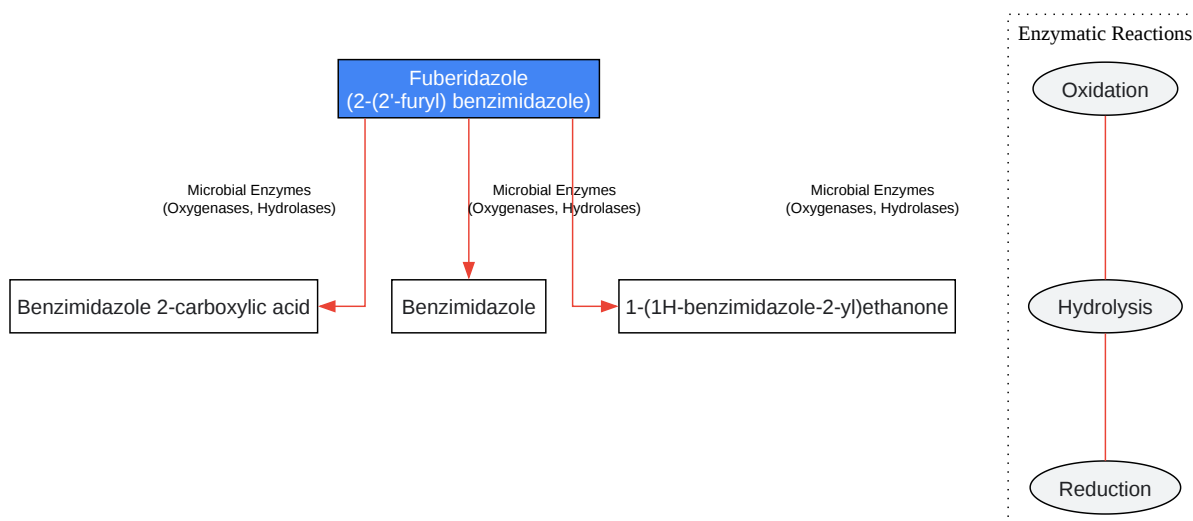 Fuberidazole
(2-(2'-furyl) benzimidazole)
Microbial Enzymes
(Oxygenases, Hydrolases)
Microbial Enzymes
(Oxygenases, Hydrolases)
Microbial Enzymes
(Oxygenases, Hydrolases)
Benzimidazole 2-carboxylic acid
Benzimidazole
1-(1H-benzimidazole-2-yl)ethanone
Enzymatic Reactions
Oxidation
Hydrolysis
Reduction